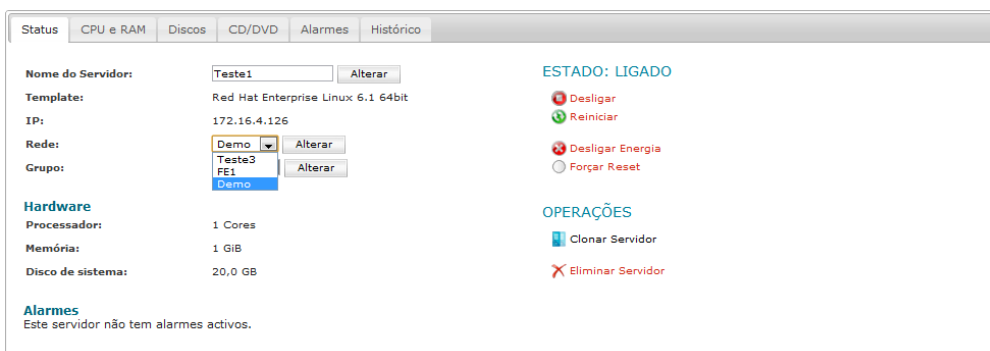 Status CPU e RAM Discos CD/DVD Alarmes Histórico
Nome do Servidor: Teste1 Alterar
Template: Red Hat Enterprise Linux 6.1 64bit
IP: 172.16.4.126
Rede: Demo Alterar
Teste3
FE1
Demo
Grupo: Alterar
Hardware
Processador: 1 Cores
Memória: 1 GiB
Disco de sistema: 20,0 GB
Alarmes
Este servidor não tem alarmes activos.
ESTADO: LIGADO
Desligar
Reiniciar
Desligar Energia
Forçar Reset
OPERAÇÕES
Clonar Servidor
Eliminar Servidor